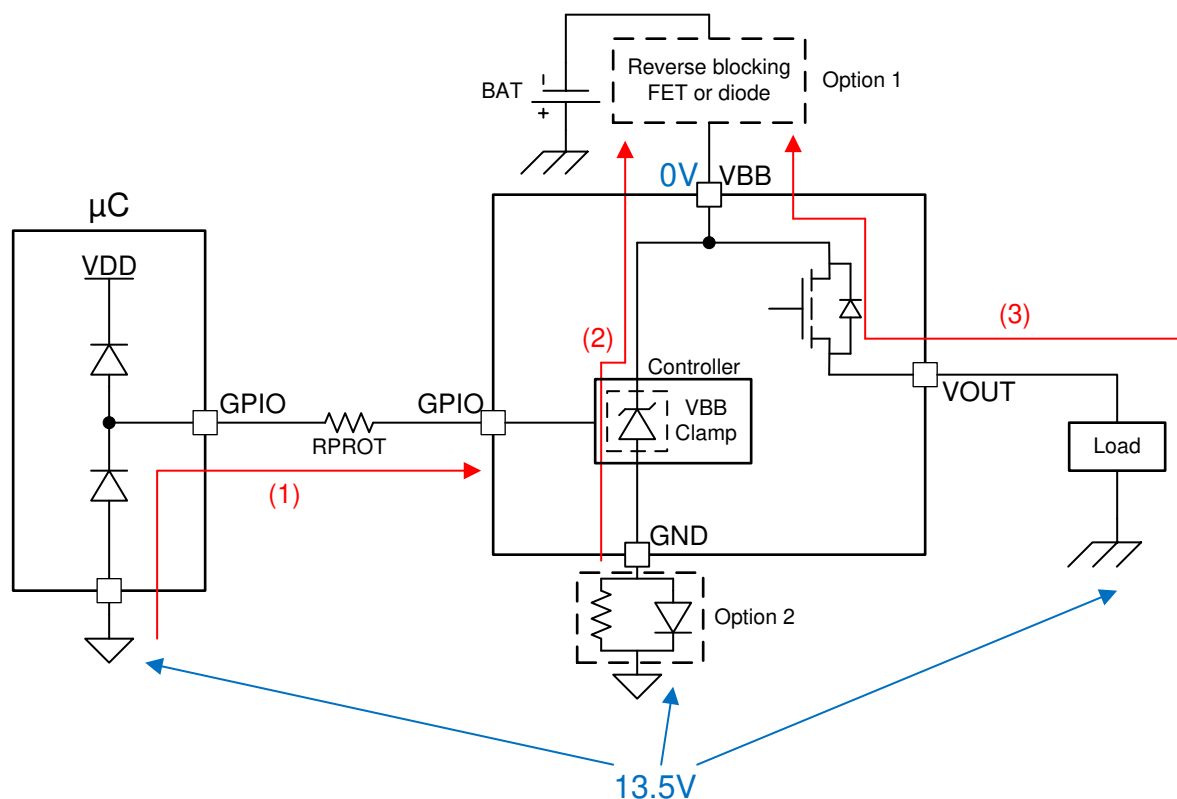 Reverse blocking
FET or diode
Option 1
BAT
-
+
0V
VBB
µC
VDD
(2)
(3)
Controller
GPIO
GPIO
VBB
Clamp
VOUT
RPROT
Load
(1)
GND
Option 2
13.5V